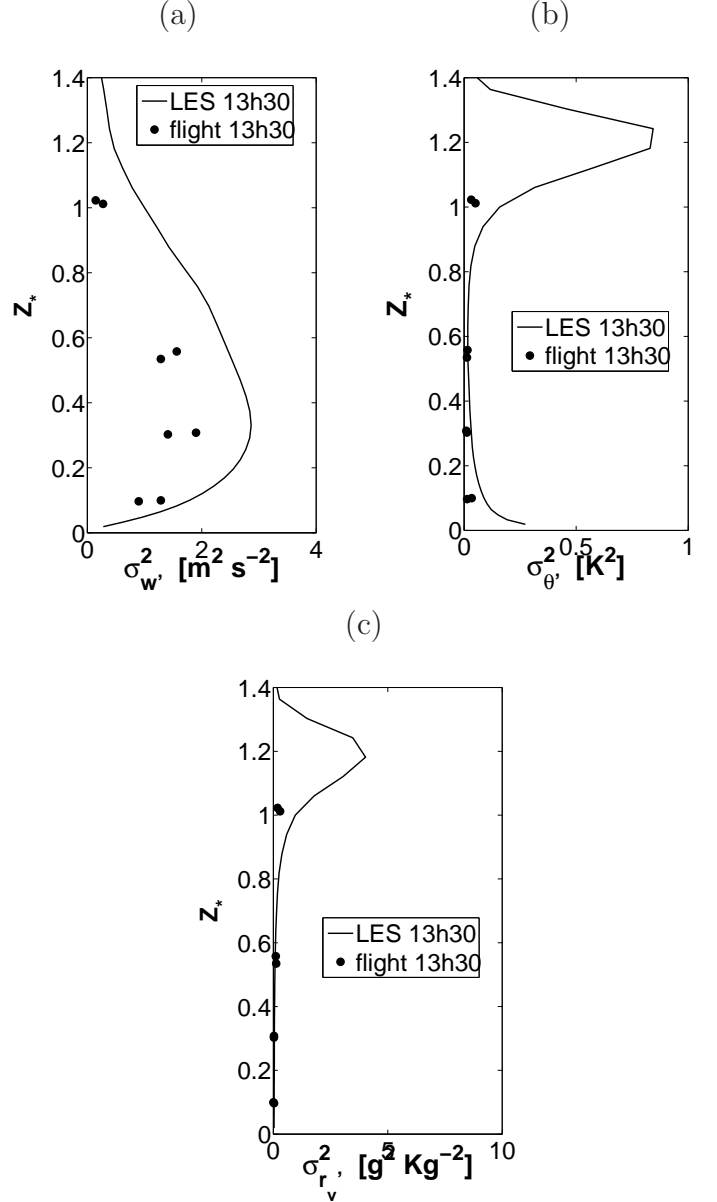 (a)
1.4
1.2
1
0.8
0.6
0.4
0.2
0
Z*
LES 13h30
flight 13h30
0 2 4
σ²w', [m² s⁻²]
(b)
1.4
1.2
1
0.8
0.6
0.4
0.2
0
Z*
LES 13h30
flight 13h30
0 0.5 1
σ²θ', [K²]
(c)
1.4
1.2
1
0.8
0.6
0.4
0.2
0
Z*
LES 13h30
flight 13h30
0 5 10
σ²rv', [g² Kg⁻²]